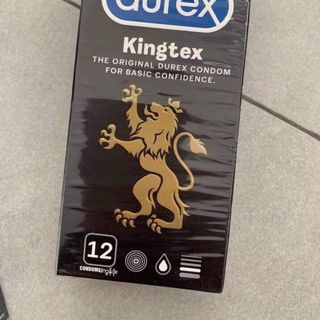 durex
Kingtex
THE ORIGINAL DUREX CONDOM
FOR BASIC CONFIDENCE.
12
CONDOMS